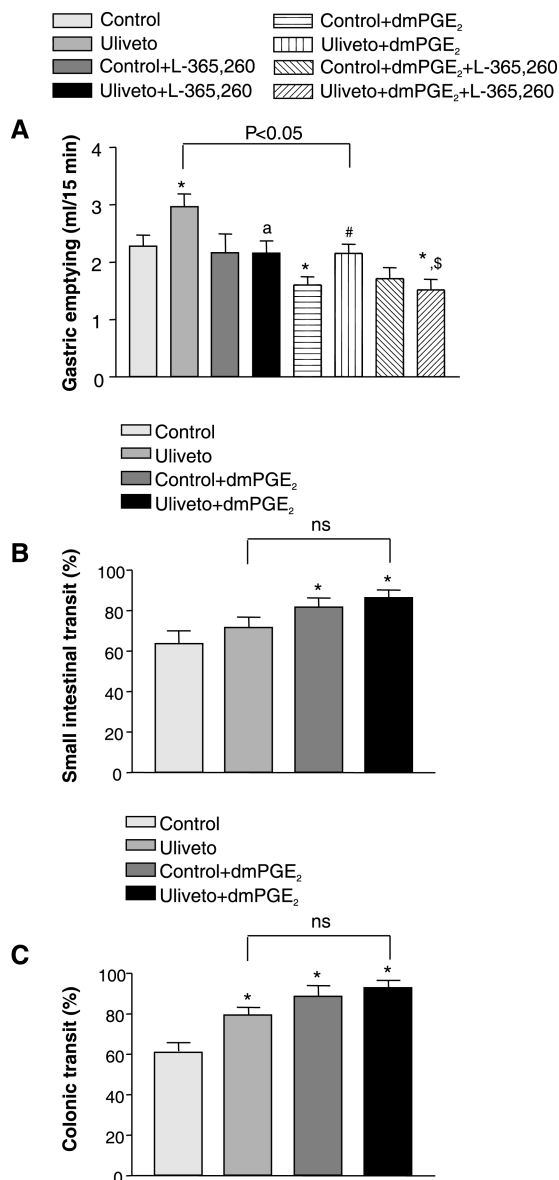 Control
Uliveto
Control+L-365,260
Uliveto+L-365,260
Control+dmPGE₂
Uliveto+dmPGE₂
Control+dmPGE₂+L-365,260
Uliveto+dmPGE₂+L-365,260
A
Gastric emptying (ml/15 min)
P<0.05
4
3
2
1
0
*
a
*
#
* ,$
Control
Uliveto
Control+dmPGE₂
Uliveto+dmPGE₂
B
Small intestinal transit (%)
ns
100
80
60
40
20
0
*
*
Control
Uliveto
Control+dmPGE₂
Uliveto+dmPGE₂
C
Colonic transit (%)
ns
100
80
60
40
20
0
*
*
*